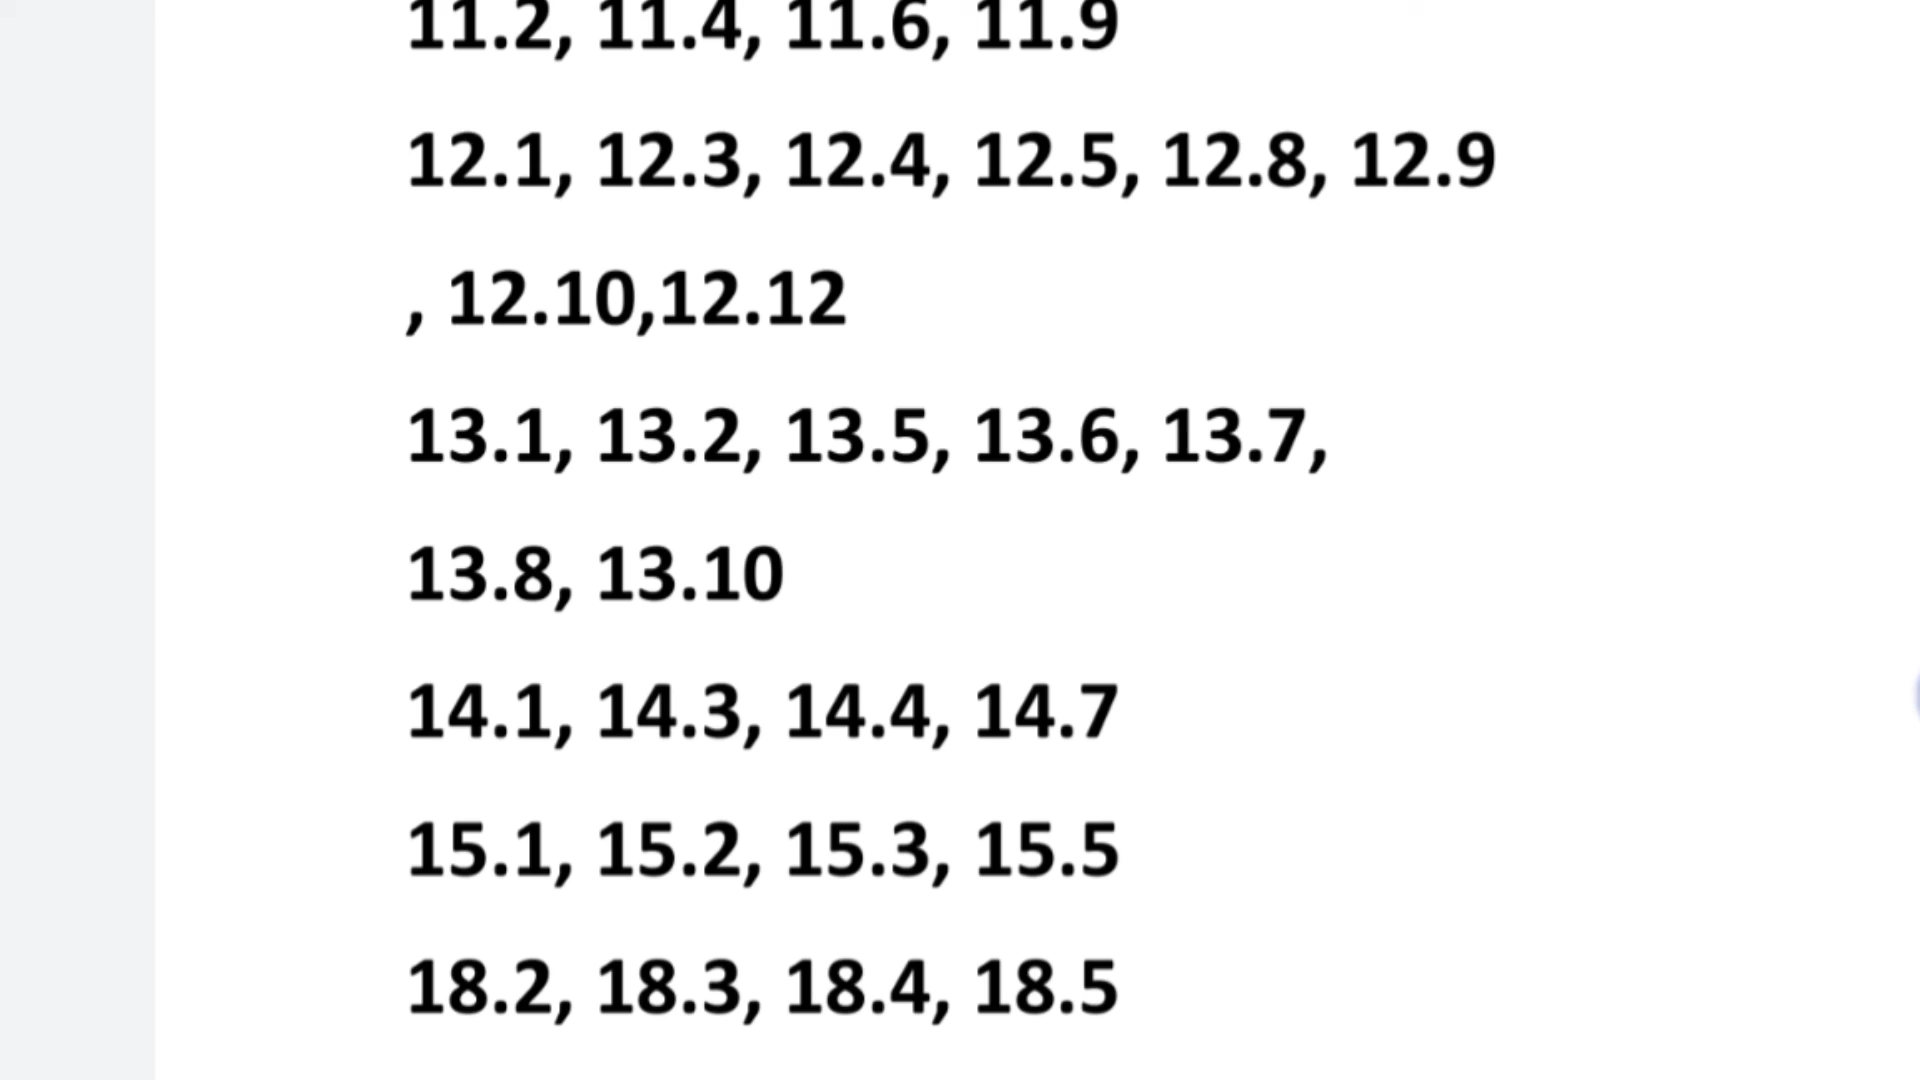 11.2, 11.4, 11.6, 11.9
12.1, 12.3, 12.4, 12.5, 12.8, 12.9
, 12.10,12.12
13.1, 13.2, 13.5, 13.6, 13.7,
13.8, 13.10
14.1, 14.3, 14.4, 14.7
15.1, 15.2, 15.3, 15.5
18.2, 18.3, 18.4, 18.5